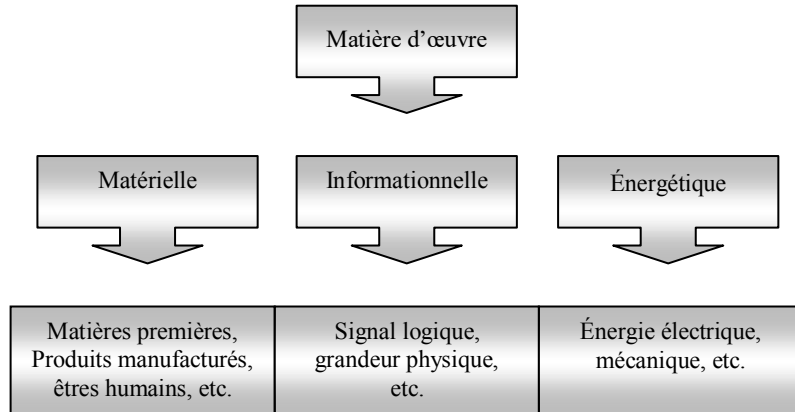 Matière d’œuvre
Matérielle
Informationnelle
Énergétique
Matières premières,
Produits manufacturés,
êtres humains, etc.
Signal logique,
grandeur physique,
etc.
Énergie électrique,
mécanique, etc.